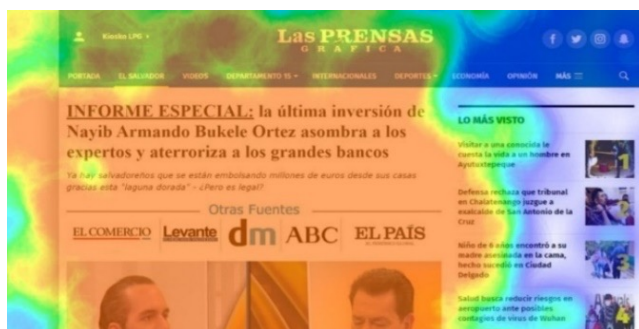 Kiosko LPG
Las PRENSAS
GRAFICA
PORTADA EL SALVADOR VIDEOS DEPARTAMENTO 15 INTERNACIONALES DEPORTES ECONOMÍA OPINIÓN MÁS
INFORME ESPECIAL: la última inversión de
Nayib Armando Bukele Ortez asombra a los
expertos y aterroriza a los grandes bancos
Ya hay salvadoreños que se están embolsando millones de euros desde sus casas
gracias esta "laguna dorada" - ¿Pero es legal?
Otras Fuentes
EL COMERCIO Levante dm ABC EL PAÍS
LO MÁS VISTO
Visitar a una conocida le
cuesta la vida a un hombre en
Ayutuxtepeque
Defensa rechaza que tribunal
en Chalatenango juzgue a
exalcalde de San Antonio de la
Cruz
Niño de 6 años encontró a su
madre asesinada en la cama,
hecho sucedió en Ciudad
Delgado
Salud busca reducir riesgos en
aeropuerto ante posibles
contagios de virus de Wuhan